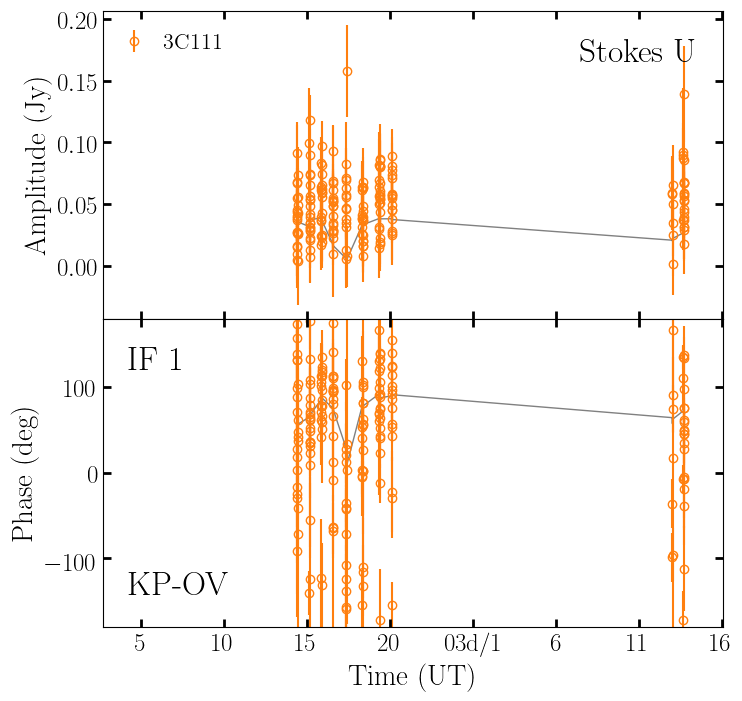 0.20
3C111
Stokes U
0.15
0.10
0.05
0.00
Amplitude (Jy)
IF 1
100
0
−100
Phase (deg)
KP-OV
5 10 15 20 03d/1 6 11 16
Time (UT)